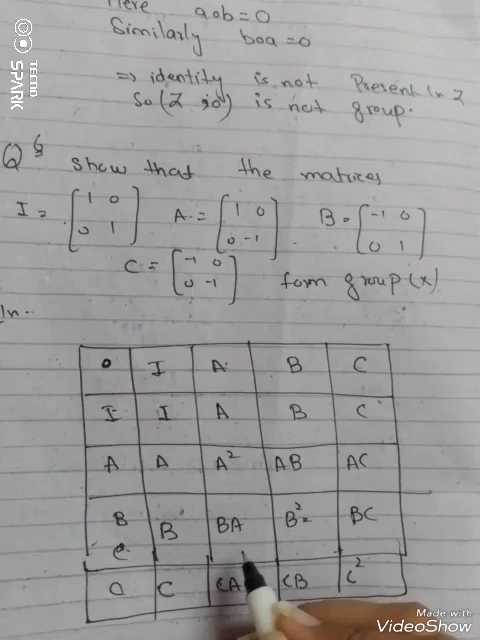 Here aob=0
Similarly boa=0
⇒ identity is not Present in Z
So (Z, o) is not group.
Q 6 Show that the matrices
I = [1 0 0 1] A = [1 0 0 -1] B = [-1 0 0 1]
C = [-1 0 0 -1] form group (x)
ln-
o I A B C
I I A B C
A A A² AB AC
B B BA B²= BC
C
C C CA CB C²
SPARK
TECNO
Made with
VideoShow